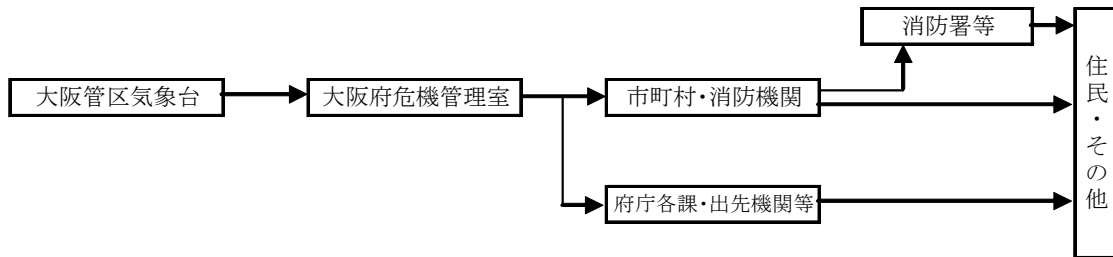 消防署等
大阪管区気象台
大阪府危機管理室
市町村・消防機関
府庁各課・出先機関等
住民・その他